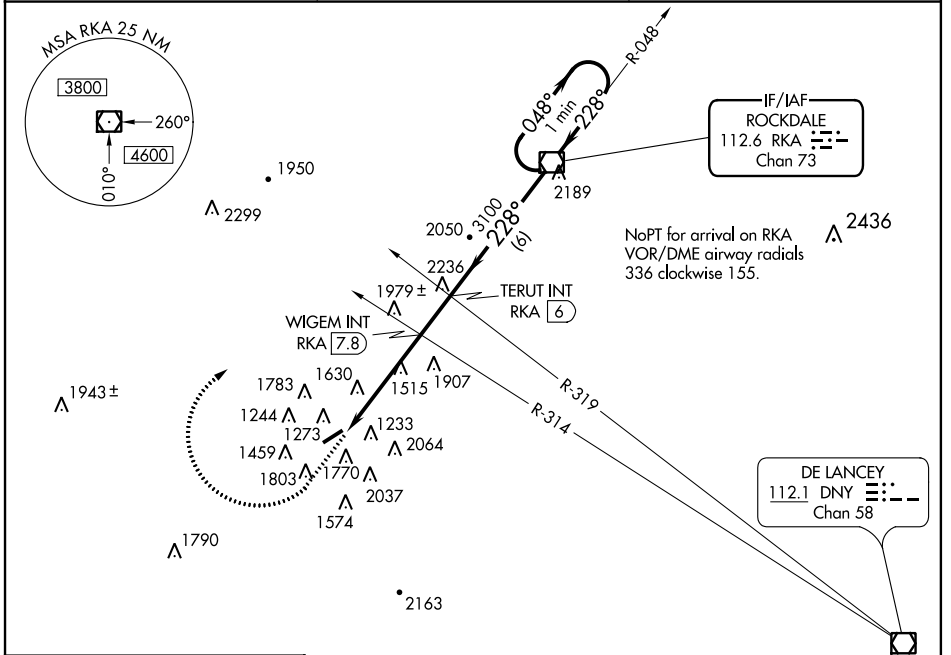 MSA RKA 25 NM
3800
260°
4600
010°
R-048
048°
1 min
228°
IF/IAF
ROCKDALE
112.6 RKA
Chan 73
1950
2299
2189
2050
3100
228°
(6)
NoPT for arrival on RKA
VOR/DME airway radials
336 clockwise 155.
2436
2236
1979 ±
TERUT INT
RKA 6
WIGEM INT
RKA 7.8
1943 ±
1783
1630
1515
1907
R-319
R-314
1244
1273
1233
1459
2064
1803
1770
2037
1574
DE LANCEY
112.1 DNY
Chan 58
1790
2163